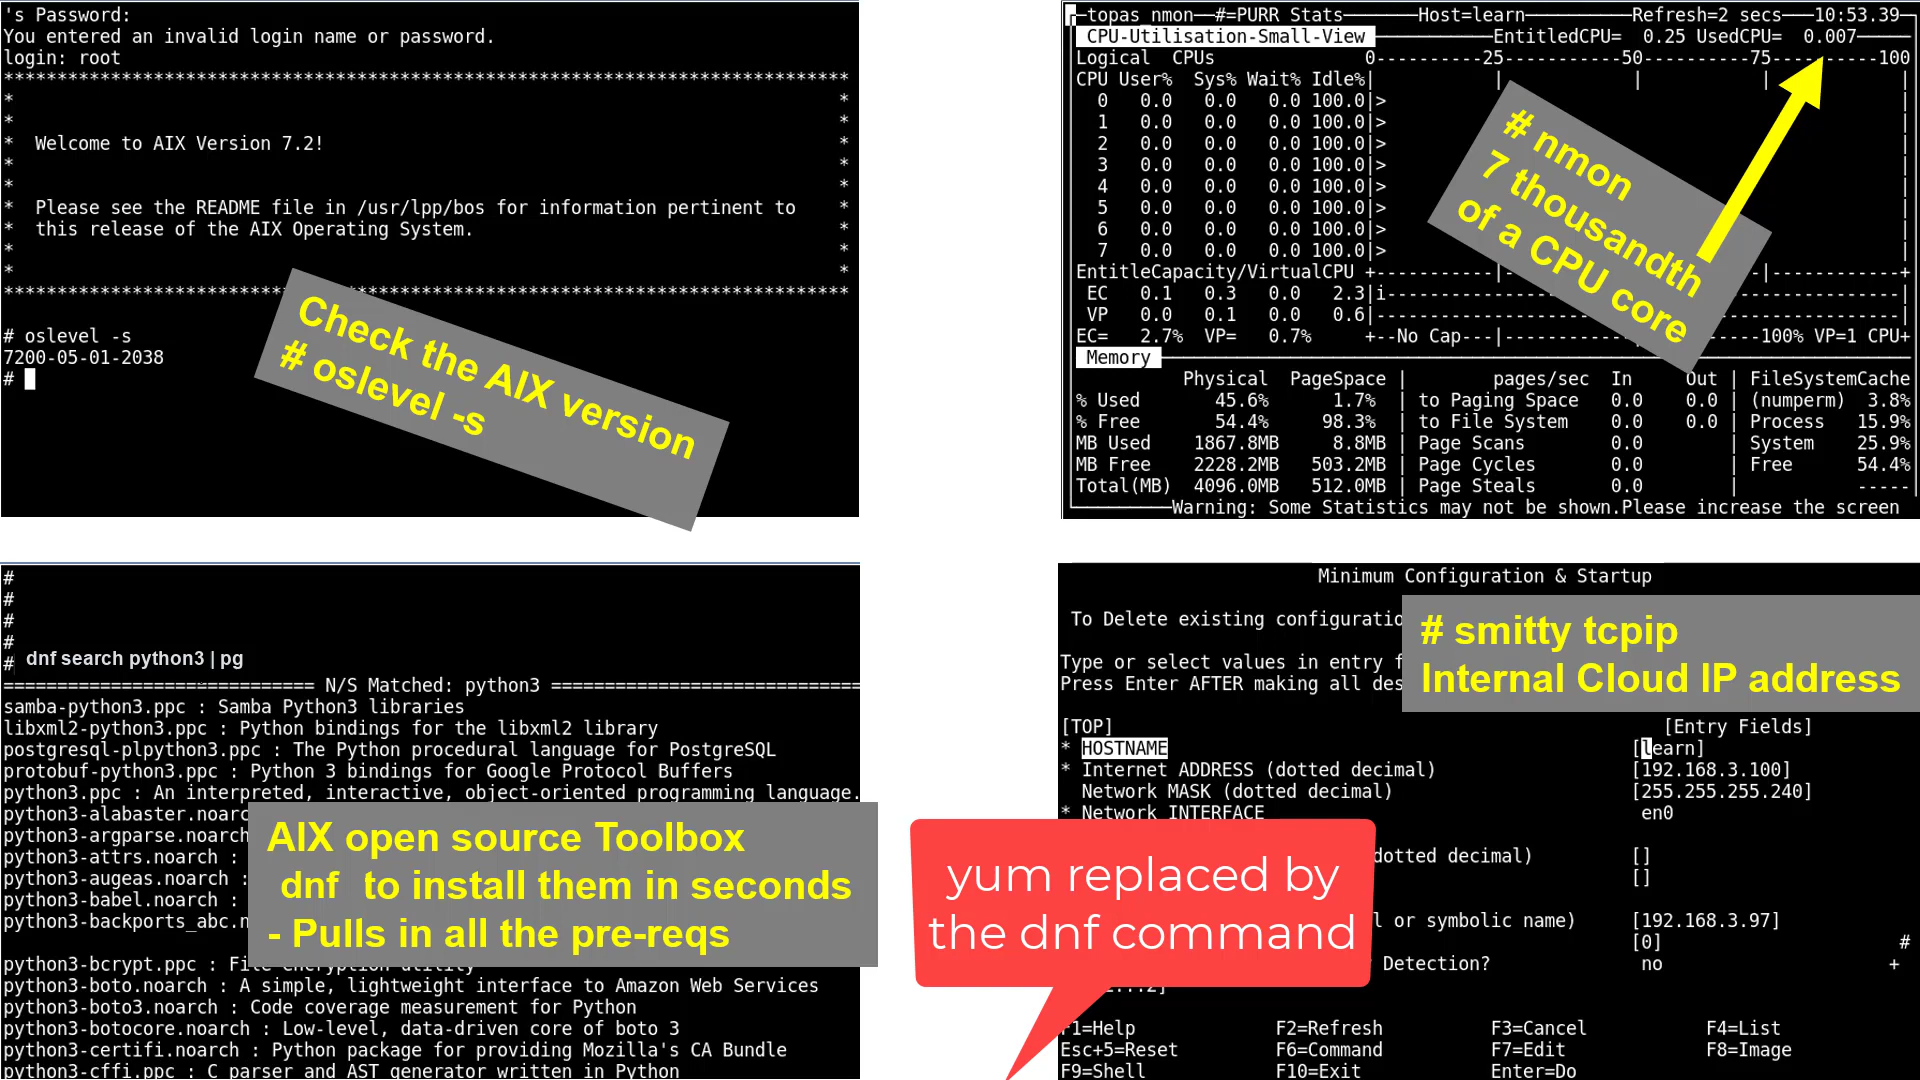 's Password:
You entered an invalid login name or password.
login: root
*******************************************************************************
* *
* *
* Welcome to AIX Version 7.2! *
* *
* *
* Please see the README file in /usr/lpp/bos for information pertinent to *
* this release of the AIX Operating System. *
* *
* *
*******************************************************************************
# oslevel -s
7200-05-01-2038
#
Check the AIX version
# oslevel -s
topas_nmon--#=PURR Stats--------Host=learn----------Refresh=2 secs---10:53.39
CPU-Utilisation-Small-View EntitledCPU= 0.25 UsedCPU= 0.007
Logical CPUs 0----------25-----------50----------75----------100
CPU User% Sys% Wait% Idle%| | | | |
0 0.0 0.0 0.0 100.0|>
1 0.0 0.0 0.0 100.0|>
2 0.0 0.0 0.0 100.0|>
3 0.0 0.0 0.0 100.0|>
4 0.0 0.0 0.0 100.0|>
5 0.0 0.0 0.0 100.0|>
6 0.0 0.0 0.0 100.0|>
7 0.0 0.0 0.0 100.0|>
EntitleCapacity/VirtualCPU +-----------|-----------|------------+
EC 0.1 0.3 0.0 2.3|i-----------------------------------|
VP 0.0 0.1 0.0 0.6|------------------------------------|
EC= 2.7% VP= 0.7% +--No Cap---|-----------100% VP=1 CPU+
# nmon
7 thousandth
of a CPU core
Memory
Physical PageSpace | pages/sec In Out | FileSystemCache
% Used 45.6% 1.7% | to Paging Space 0.0 0.0 | (numperm) 3.8%
% Free 54.4% 98.3% | to File System 0.0 0.0 | Process 15.9%
MB Used 1867.8MB 8.8MB | Page Scans 0.0 | System 25.9%
MB Free 2228.2MB 503.2MB | Page Cycles 0.0 | Free 54.4%
Total(MB) 4096.0MB 512.0MB | Page Steals 0.0 | -----
Warning: Some Statistics may not be shown.Please increase the screen
#
#
#
#
# dnf search python3 | pg
============================= N/S Matched: python3 =============================
samba-python3.ppc : Samba Python3 libraries
libxml2-python3.ppc : Python bindings for the libxml2 library
postgresql-plpython3.ppc : The Python procedural language for PostgreSQL
protobuf-python3.ppc : Python 3 bindings for Google Protocol Buffers
python3.ppc : An interpreted, interactive, object-oriented programming language.
python3-alabaster.noarc
python3-argparse.noarch
python3-attrs.noarch :
python3-augeas.noarch :
python3-babel.noarch :
python3-backports_abc.n
AIX open source Toolbox
dnf to install them in seconds
- Pulls in all the pre-reqs
python3-bcrypt.ppc : File encryption utility
python3-boto.noarch : A simple, lightweight interface to Amazon Web Services
python3-boto3.noarch : Code coverage measurement for Python
python3-botocore.noarch : Low-level, data-driven core of boto 3
python3-certifi.noarch : Python package for providing Mozilla's CA Bundle
python3-cffi.ppc : C parser and AST generator written in Python
Minimum Configuration & Startup
To Delete existing configuratio
Type or select values in entry f
Press Enter AFTER making all des
# smitty tcpip
Internal Cloud IP address
[TOP] [Entry Fields]
* HOSTNAME [learn]
* Internet ADDRESS (dotted decimal) [192.168.3.100]
Network MASK (dotted decimal) [255.255.255.240]
* Network INTERFACE en0
dotted decimal) []
[]
l or symbolic name) [192.168.3.97]
[0] #
Detection? no +
yum replaced by
the dnf command
F1=Help F2=Refresh F3=Cancel F4=List
Esc+5=Reset F6=Command F7=Edit F8=Image
F9=Shell F10=Exit Enter=Do